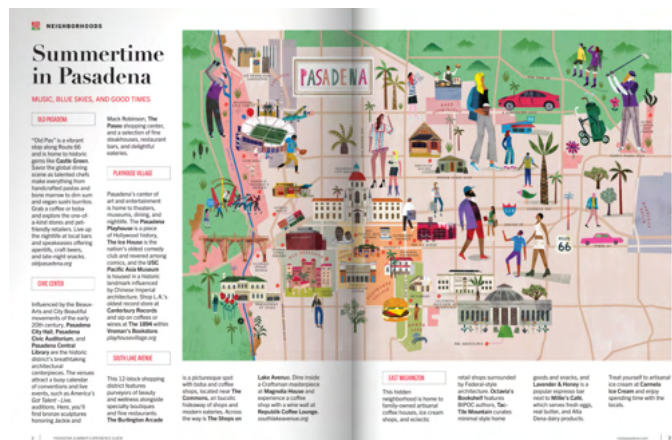 NEIGHBORHOODS
Summertime
in Pasadena
MUSIC, BLUE SKIES, AND GOOD TIMES
OLD PASADENA
"Old Pas" is a vibrant
stop along Route 66
and is home to historic
gems like Castle Green.
Savor the global dining
scene as talented chefs
make everything from
handcrafted pastas and
bone marrow to dim sum
and vegan sushi burritos.
Grab a coffee or boba
and explore the one-of-
a-kind stores and pet-
friendly retailers. Live up
the nightlife at local bars
and speakeasies offering
aperitifs, craft beers,
and late-night snacks.
oldpasadena.org
CIVIC CENTER
Influenced by the Beaux-
Arts and City Beautiful
movements of the early
20th century, Pasadena
City Hall, Pasadena
Civic Auditorium, and
Pasadena Central
Library are the historic
district's breathtaking
architectural
centerpieces. The venues
attract a busy calendar
of conventions and live
events, such as America's
Got Talent - Live
auditions. Here, you'll
find bronze sculptures
honoring Jackie and
Mack Robinson, The
Paseo shopping center,
and a selection of fine
steakhouses, restaurant
bars, and delightful
eateries.
PLAYHOUSE VILLAGE
Pasadena's center of
art and entertainment
is home to theaters,
museums, dining, and
nightlife. The Pasadena
Playhouse is a piece
of Hollywood history,
The Ice House is the
nation's oldest comedy
club and revered among
comics, and the USC
Pacific Asia Museum
is housed in a historic
landmark influenced
by Chinese Imperial
architecture. Shop L.A.'s
oldest record store at
Canterbury Records
and sip on coffees or
wines at The 1894 within
Vroman's Bookstore.
playhousevillage.org
SOUTH LAKE AVENUE
This 12-block shopping
district features
purveyors of beauty
and wellness alongside
specialty boutiques
and fine restaurants.
The Burlington Arcade
is a picturesque spot
with boba and coffee
shops, located near The
Commons, an bucolic
hideaway of shops and
modern eateries. Across
the way is The Shops on
Lake Avenue. Dine inside
a Craftsman masterpiece
at Magnolia House and
experience a coffee
shop with a wine wall at
Republik Coffee Lounge.
southlakeavenue.org
EAST WASHINGTON
This hidden
neighborhood is home to
family-owned artisanal
coffee houses, ice cream
shops, and eclectic
retail shops surrounded
by Federal-style
architecture. Octavia's
Bookshelf features
BIPOC authors, Tac-
Tile Mountain curates
minimal style home
goods and snacks, and
Lavender & Honey is a
popular espresso bar
next to Millie's Café,
which serves fresh eggs,
real butter, and Alta
Dena-dairy products.
Treat yourself to artisanal
ice cream at Carmela
Ice Cream and enjoy
spending time with the
locals.
PASADENA
ROUTE
66